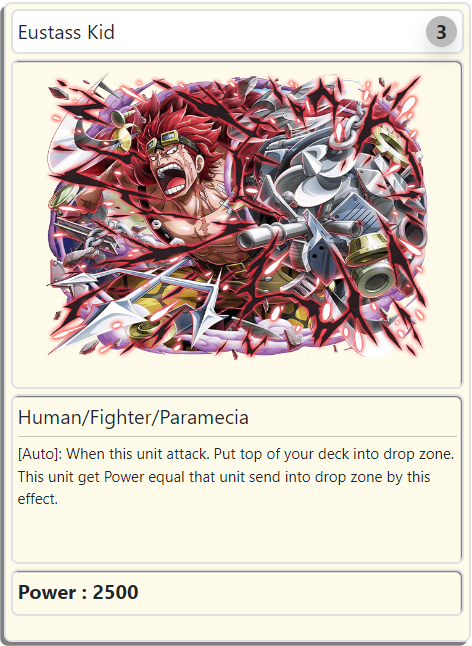 Eustass Kid
3
Human/Fighter/Paramecia
[Auto]: When this unit attack. Put top of your deck into drop zone.
This unit get Power equal that unit send into drop zone by this
effect.
Power : 2500